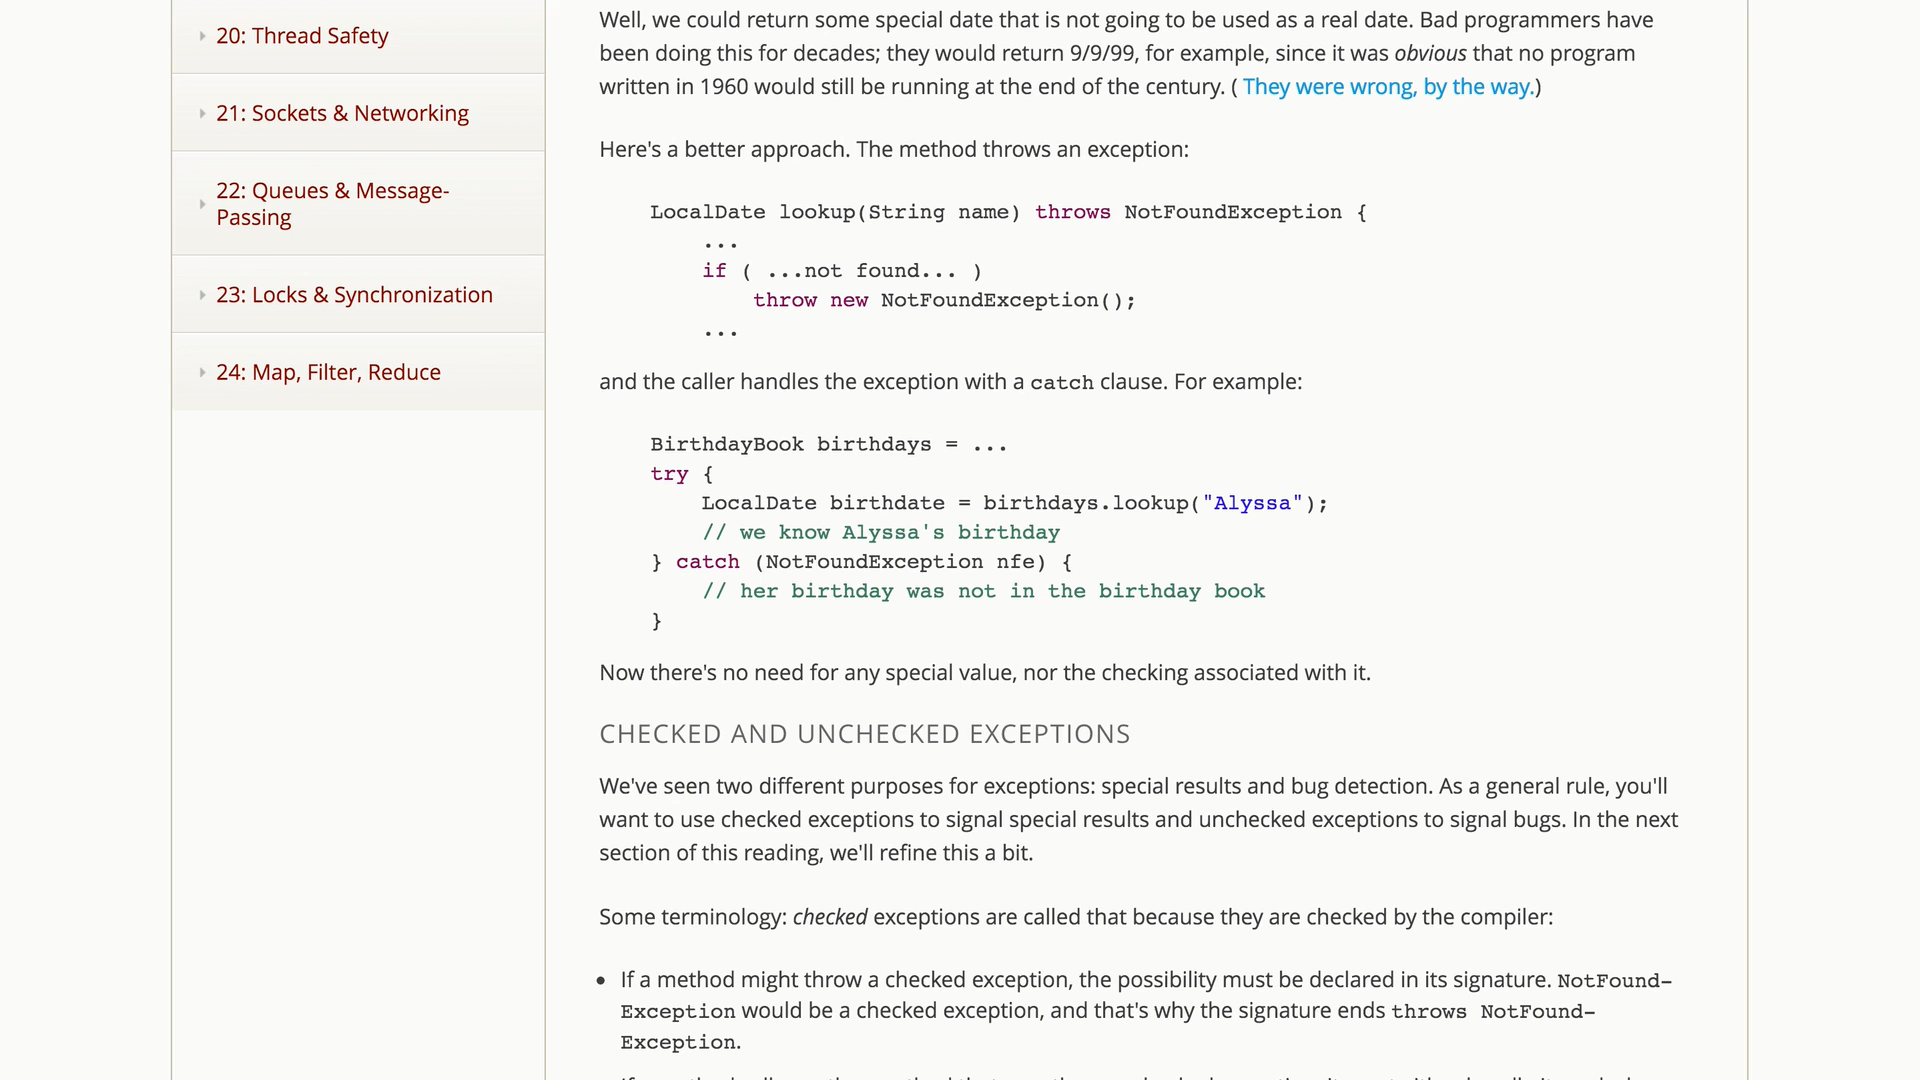 20: Thread Safety
21: Sockets & Networking
22: Queues & Message-
Passing
23: Locks & Synchronization
24: Map, Filter, Reduce
Well, we could return some special date that is not going to be used as a real date. Bad programmers have
been doing this for decades; they would return 9/9/99, for example, since it was obvious that no program
written in 1960 would still be running at the end of the century. ( They were wrong, by the way.)
Here's a better approach. The method throws an exception:
LocalDate lookup(String name) throws NotFoundException {
    ...
    if ( ...not found... )
        throw new NotFoundException();
    ...
and the caller handles the exception with a catch clause. For example:
BirthdayBook birthdays = ...
try {
    LocalDate birthdate = birthdays.lookup("Alyssa");
    // we know Alyssa's birthday
} catch (NotFoundException nfe) {
    // her birthday was not in the birthday book
}
Now there's no need for any special value, nor the checking associated with it.
CHECKED AND UNCHECKED EXCEPTIONS
We've seen two different purposes for exceptions: special results and bug detection. As a general rule, you'll
want to use checked exceptions to signal special results and unchecked exceptions to signal bugs. In the next
section of this reading, we'll refine this a bit.
Some terminology: checked exceptions are called that because they are checked by the compiler:
• If a method might throw a checked exception, the possibility must be declared in its signature. NotFound-
Exception would be a checked exception, and that's why the signature ends throws NotFound-
Exception.